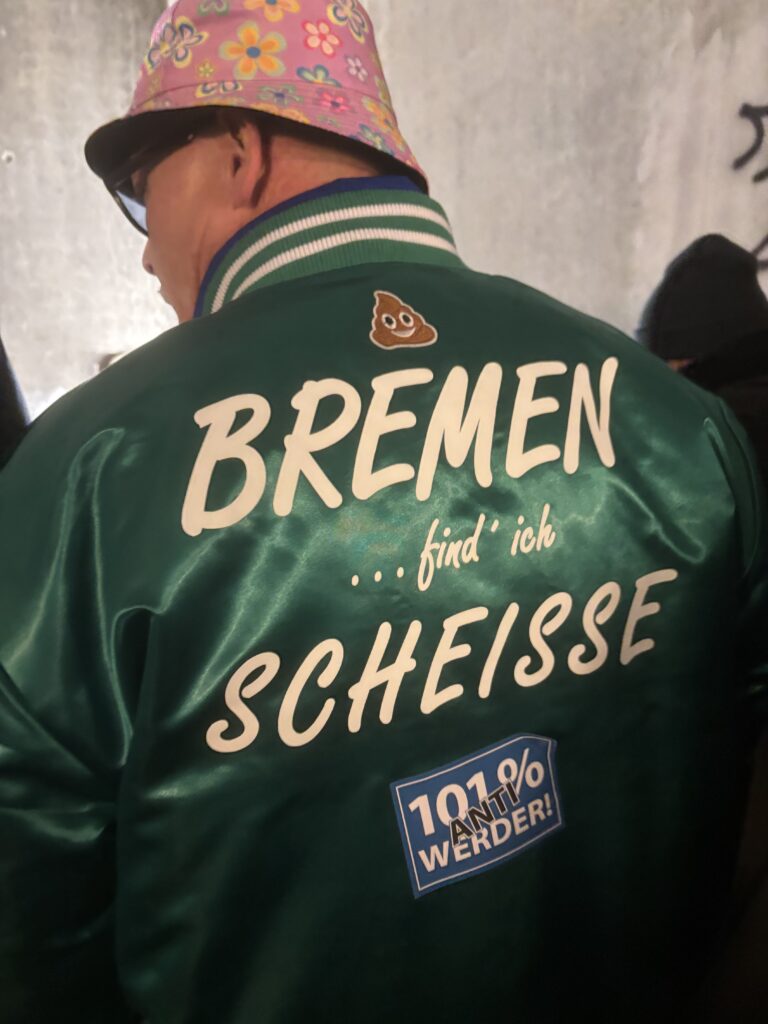 BREMEN
...find' ich
SCHEISSE
101%
ANTI
WERDER!